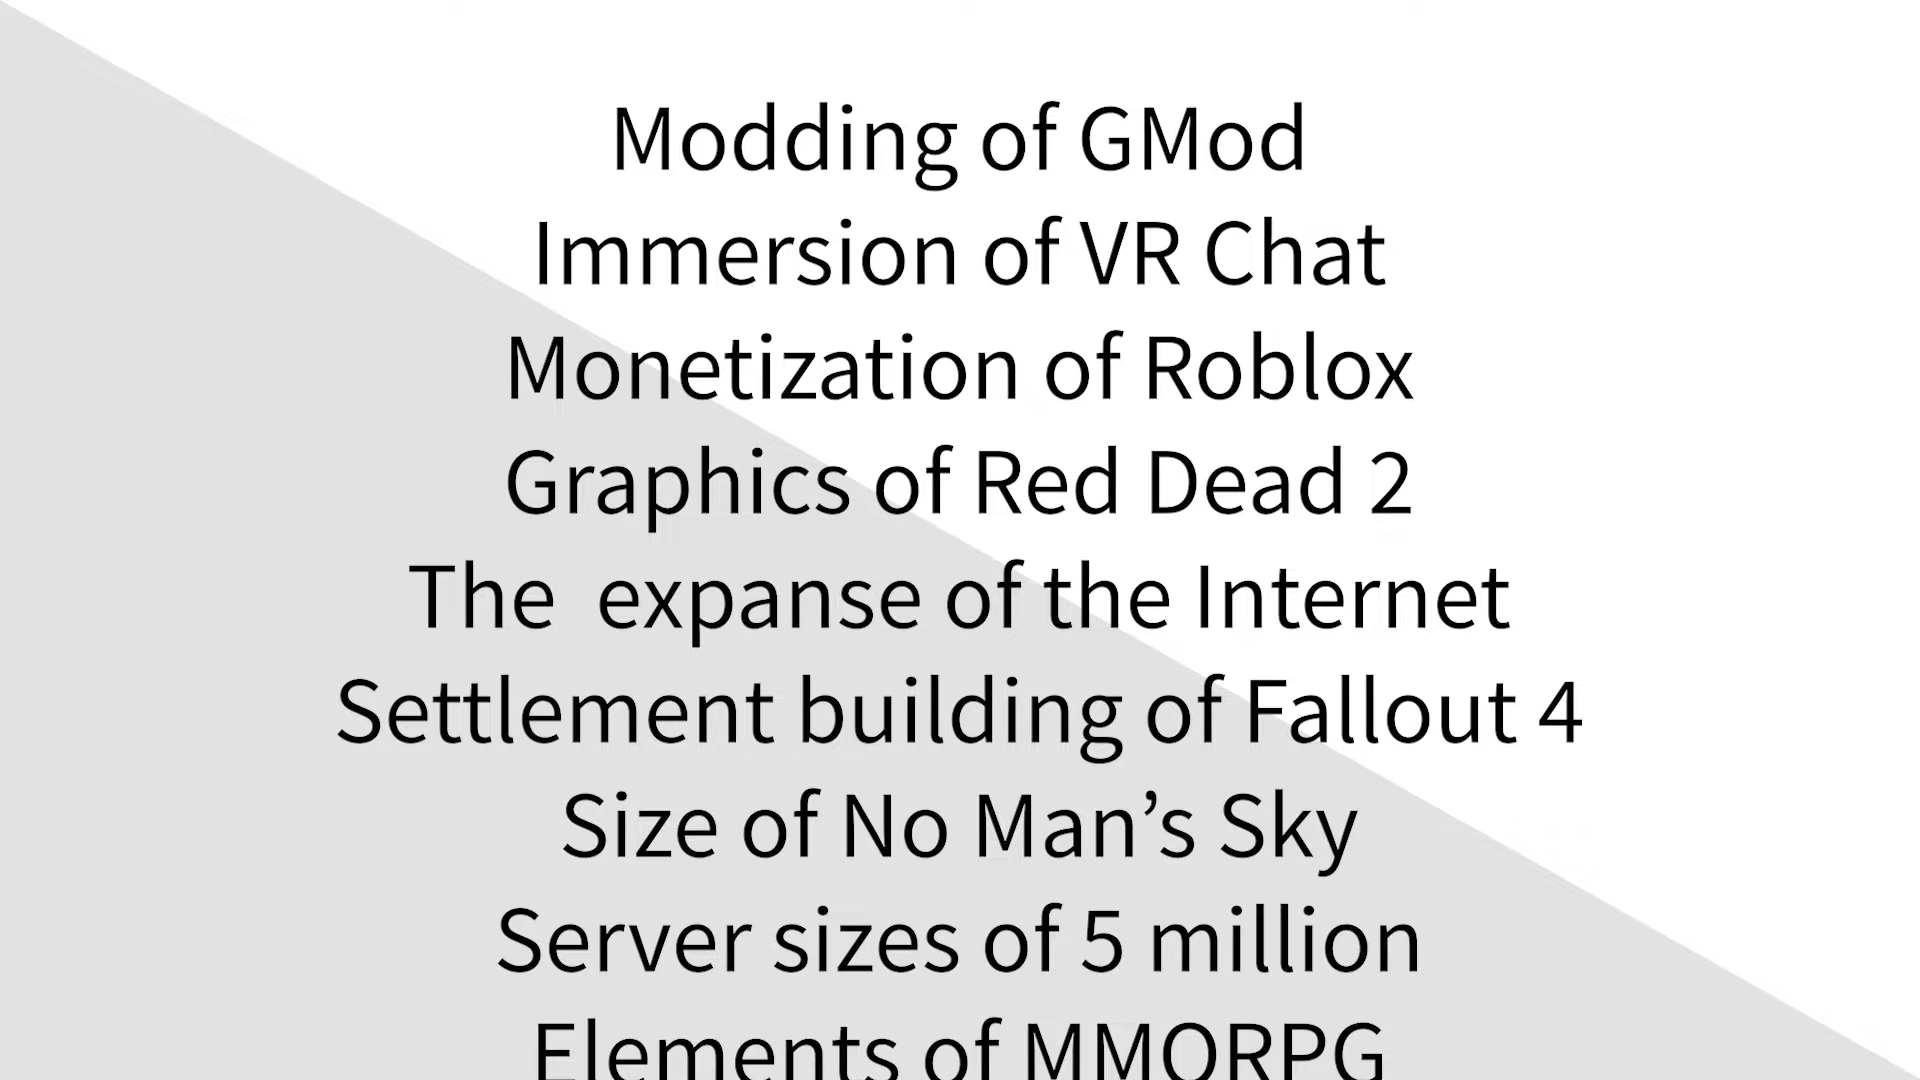 Modding of GMod
Immersion of VR Chat
Monetization of Roblox
Graphics of Red Dead 2
The  expanse of the Internet
Settlement building of Fallout 4
Size of No Man’s Sky
Server sizes of 5 million
Elements of MMORPG